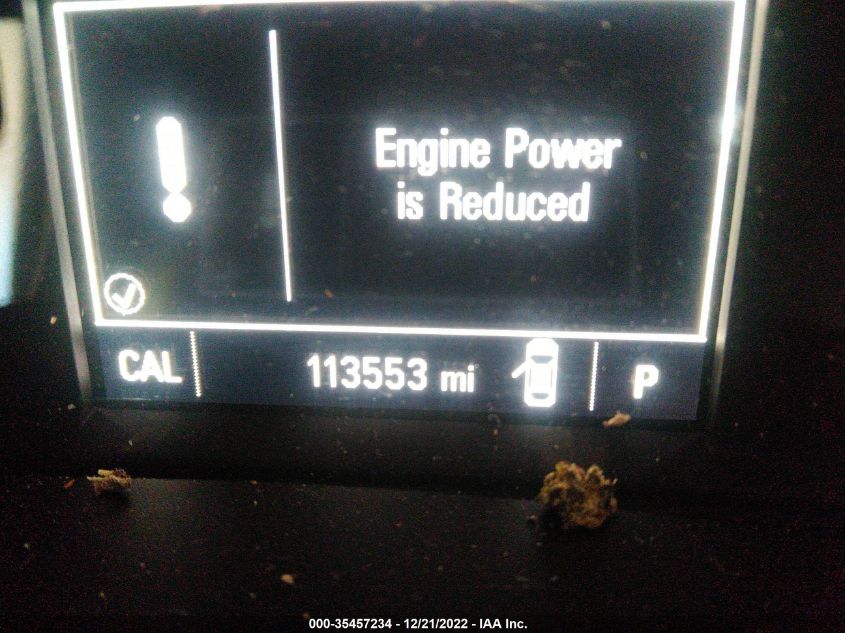 Engine Power
is Reduced
CAL 113553 mi P
000-35457234 - 12/21/2022 - IAA Inc.